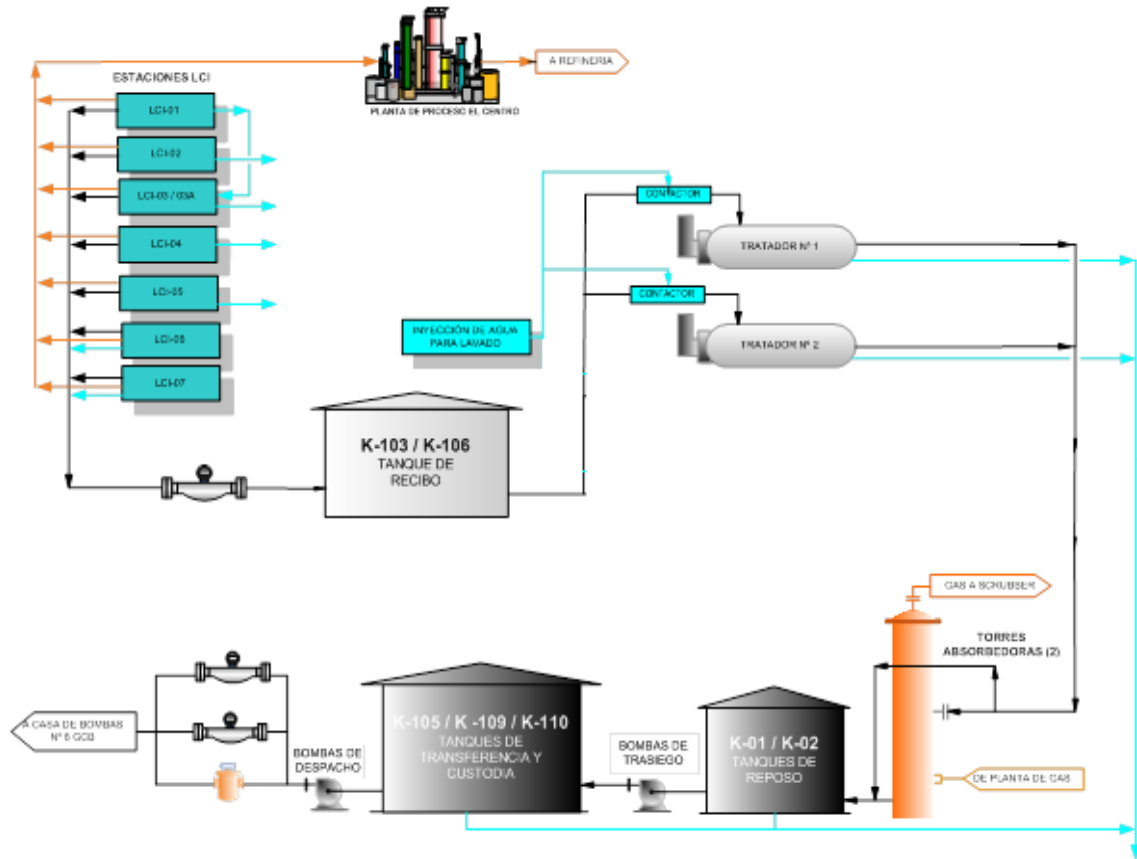 A REFINERIA
ESTACIONES LCI
PLANTA DE PROCESO EL CENTRO
LCI-01
LCI-02
LCI-03 / 03A
LCI-04
LCI-05
LCI-06
LCI-07
CONTACTOR
TRATADOR Nº 1
CONTACTOR
INYECCIÓN DE AGUA
PARA LAVADO
TRATADOR Nº 2
K-103 / K-106
TANQUE DE
RECIBO
GAS A SCRUBBER
TORRES
ABSORBEDORAS (2)
A CASA DE BOMBAS
Nº 6 GCB
BOMBAS DE
DESPACHO
K-105 / K -109 / K-110
TANQUES DE
TRANSFERENCIA Y
CUSTODIA
BOMBAS DE
TRASIEGO
K-01 / K-02
TANQUES DE
REPOSO
DE PLANTA DE GAS